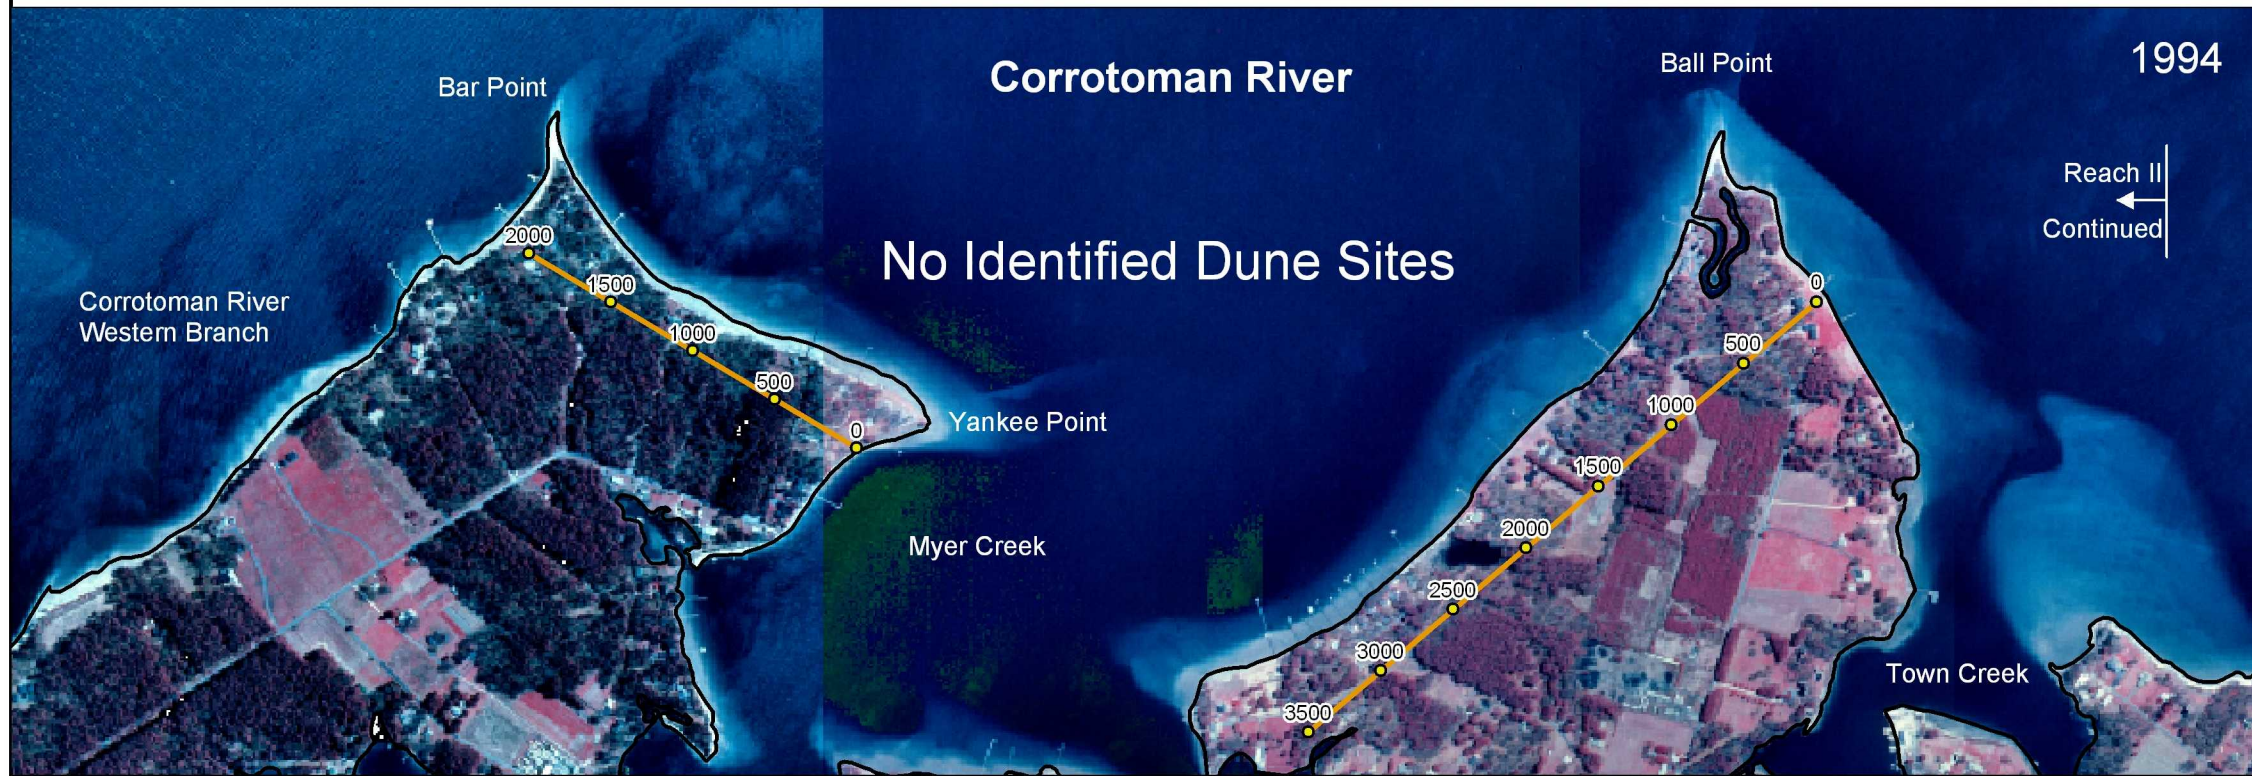 Corrotoman River
1994
Bar Point
Ball Point
Reach II
Continued
No Identified Dune Sites
Corrotoman River
Western Branch
2000
1500
1000
500
0
Yankee Point
Myer Creek
0
500
1000
1500
2000
2500
3000
3500
Town Creek